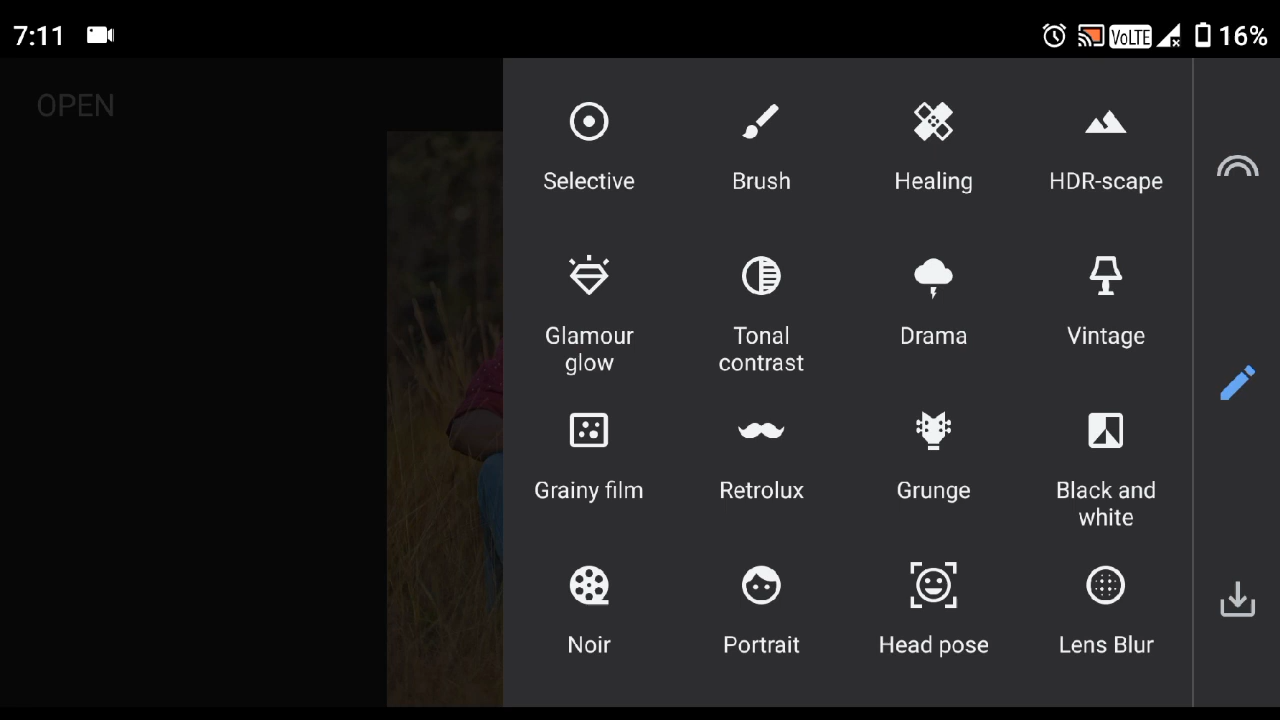 7:11 VoLTE 16%
OPEN
Selective Brush Healing HDR-scape
Glamour glow Tonal contrast Drama Vintage
Grainy film Retrolux Grunge Black and white
Noir Portrait Head pose Lens Blur